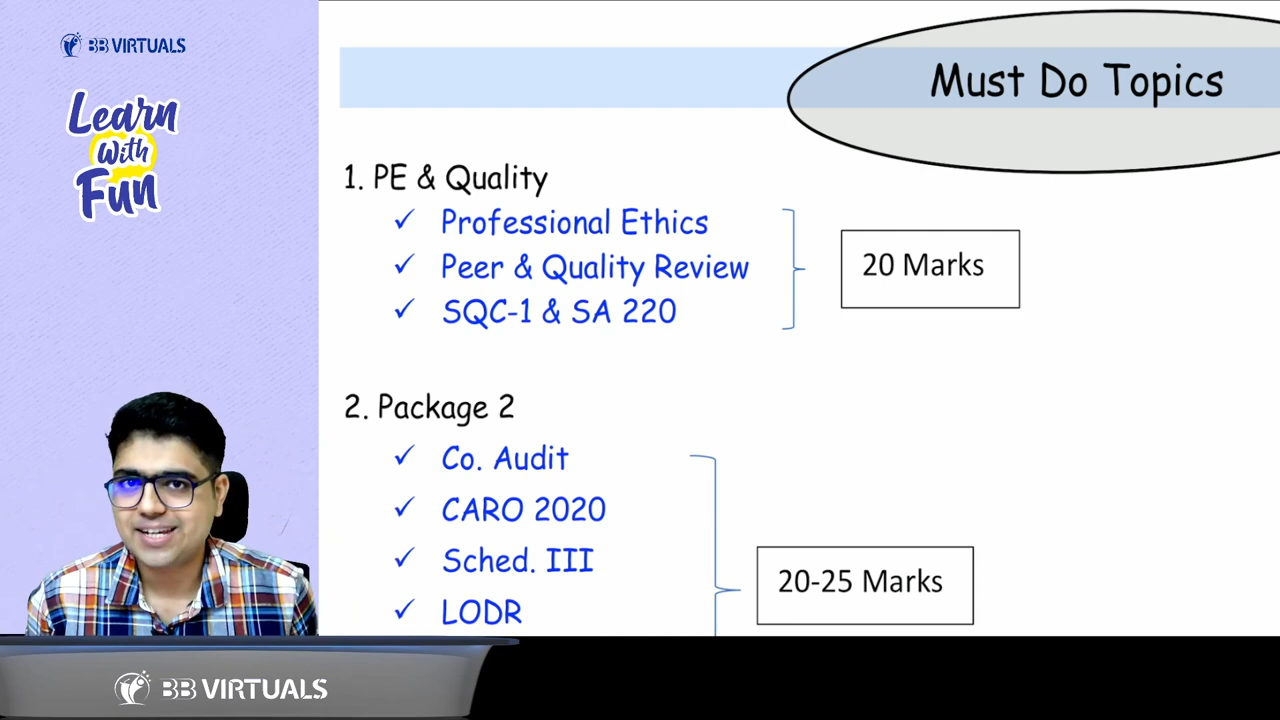 BB VIRTUALS
Learn
with
Fun
Must Do Topics
1. PE & Quality
✓ Professional Ethics
✓ Peer & Quality Review
✓ SQC-1 & SA 220
20 Marks
2. Package 2
✓ Co. Audit
✓ CARO 2020
✓ Sched. III
✓ LODR
20-25 Marks
BB VIRTUALS